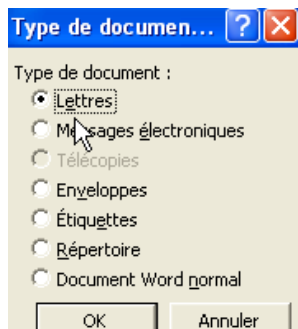 Type de documen... ?
Type de document :
Lettres
Messages électroniques
Télécopies
Enveloppes
Étiquettes
Répertoire
Document Word normal
OK Annuler